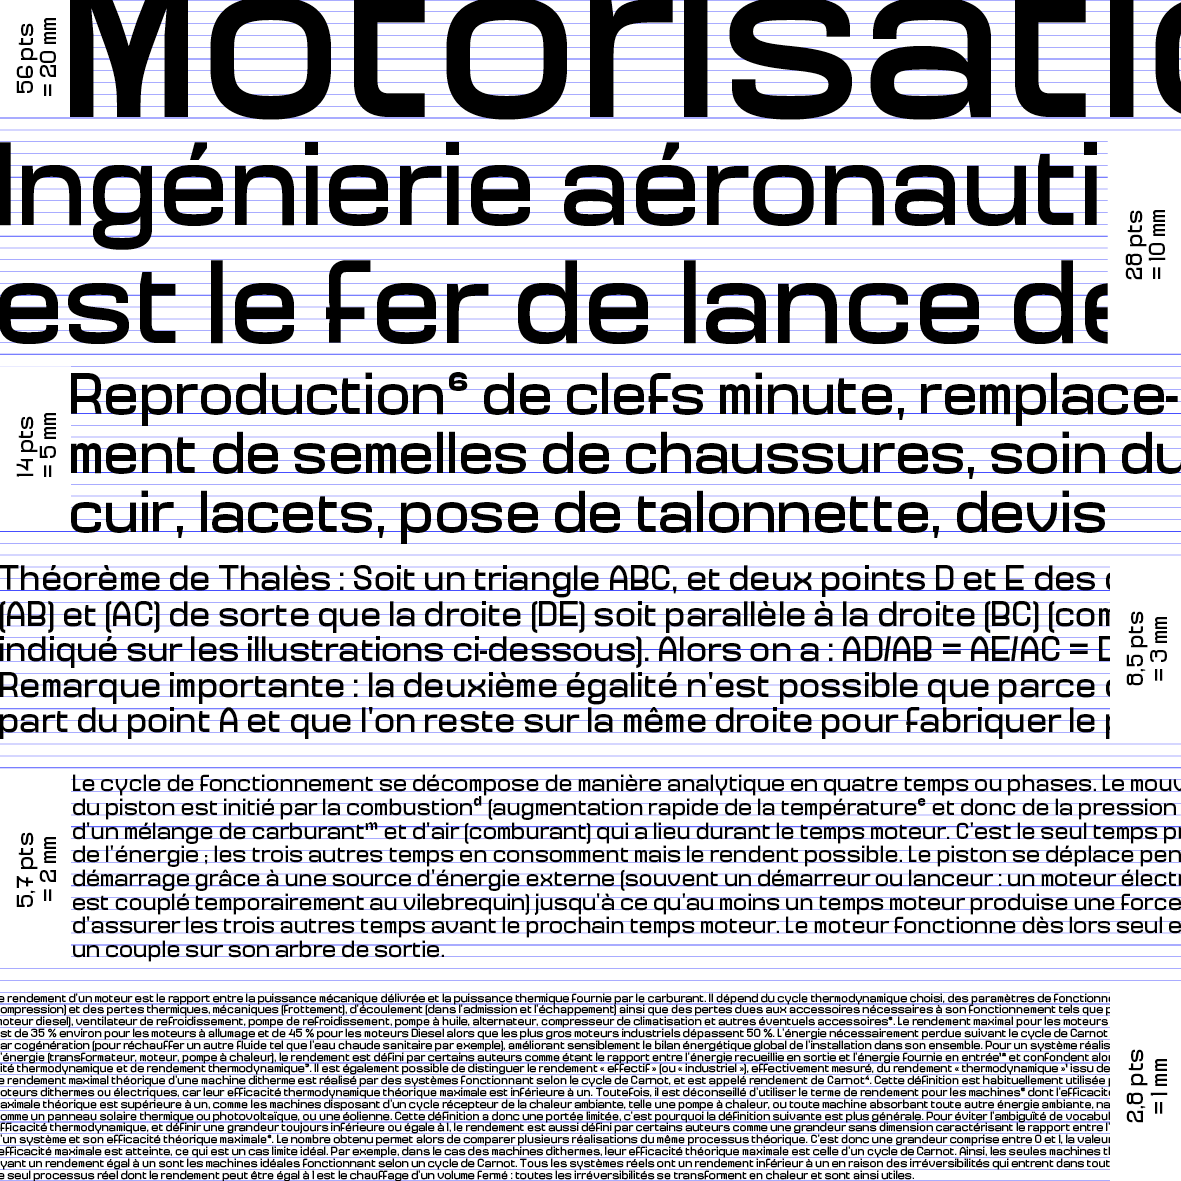 56 pts
= 20 mm
Motorisatio
Ingénierie aéronauti
est le fer de lance de
28 pts
= 10 mm
14 pts
= 5 mm
Reproduction⁶ de clefs minute, remplace-
ment de semelles de chaussures, soin du
cuir, lacets, pose de talonnette, devis
Théorème de Thalès : Soit un triangle ABC, et deux points D et E des
(AB) et (AC) de sorte que la droite (DE) soit parallèle à la droite (BC) (com
indiqué sur les illustrations ci-dessous). Alors on a : AD/AB = AE/AC =
Remarque importante : la deuxième égalité n'est possible que parce
part du point A et que l'on reste sur la même droite pour fabriquer le
8,5 pts
= 3 mm
5,7 pts
= 2 mm
Le cycle de fonctionnement se décompose de manière analytique en quatre temps ou phases. Le mouv
du piston est initié par la combustionᵈ (augmentation rapide de la températureᵉ et donc de la pression
d'un mélange de carburantᵐ et d'air (comburant) qui a lieu durant le temps moteur. C'est le seul temps pr
de l'énergie ; les trois autres temps en consomment mais le rendent possible. Le piston se déplace pen
démarrage grâce à une source d'énergie externe (souvent un démarreur ou lanceur : un moteur électr
est couplé temporairement au vilebrequin) jusqu'à ce qu'au moins un temps moteur produise une force
d'assurer les trois autres temps avant le prochain temps moteur. Le moteur fonctionne dès lors seul e
un couple sur son arbre de sortie.
e rendement d'un moteur est le rapport entre la puissance mécanique délivrée et la puissance thermique fournie par le carburant. Il dépend du cycle thermodynamique choisi, des paramètres de fonctionne
ompression) et des pertes thermiques, mécaniques (frottement), d'écoulement (dans l'admission et l'échappement) ainsi que des pertes dues aux accessoires nécessaires à son fonctionnement tels que p
moteur diesel), ventilateur de refroidissement, pompe de refroidissement, pompe à huile, alternateur, compresseur de climatisation et autres éventuels accessoires. Le rendement maximal pour les moteurs
st de 35 % environ pour les moteurs à allumage et de 45 % pour les moteurs Diesel alors que les plus gros moteurs industriels dépassent 50 %. L'énergie nécessairement perdue suivant le cycle de Carnot
ar cogénération (pour réchauffer un autre fluide tel que l'eau chaude sanitaire par exemple), améliorant sensiblement le bilan énergétique global de l'installation dans son ensemble. Pour un système réalis
'énergie (transformateur, moteur, pompe à chaleur), le rendement est défini par certains auteurs comme étant le rapport entre l'énergie recueillie en sortie et l'énergie fournie en entrée et confondent alor
ité thermodynamique et de rendement thermodynamique. Il est également possible de distinguer le rendement « effectif » (ou « industriel »), effectivement mesuré, du rendement « thermodynamique » issu de
e rendement maximal théorique d'une machine ditherme est réalisé par des systèmes fonctionnant selon le cycle de Carnot, et est appelé rendement de Carnot. Cette définition est habituellement utilisée p
moteurs dithermes ou électriques, car leur efficacité thermodynamique théorique maximale est inférieure à un. Toutefois, il est déconseillé d'utiliser le terme de rendement pour les machines dont l'efficacité
aximale théorique est supérieure à un, comme les machines disposant d'un cycle récepteur de la chaleur ambiante, telle une pompe à chaleur, ou toute machine absorbant toute autre énergie ambiante, na
omme un panneau solaire thermique ou photovoltaïque, ou une éolienne. Cette définition a donc une portée limitée, c'est pourquoi la définition suivante est plus générale. Pour éviter l'ambiguïté de vocabul
fficacité thermodynamique, et définir une grandeur toujours inférieure ou égale à 1, le rendement est aussi défini par certains auteurs comme une grandeur sans dimension caractérisant le rapport entre l'
'un système et son efficacité théorique maximale. Le nombre obtenu permet alors de comparer plusieurs réalisations du même processus théorique. C'est donc une grandeur comprise entre 0 et 1, la valeur
efficacité maximale est atteinte, ce qui est un cas limite idéal. Par exemple, dans le cas des machines dithermes, leur efficacité théorique maximale est celle d'un cycle de Carnot. Ainsi, les seules machines th
yant un rendement égal à un sont les machines idéales fonctionnant selon un cycle de Carnot. Tous les systèmes réels ont un rendement inférieur à un en raison des irréversibilités qui entrent dans tout
e seul processus réel dont le rendement peut être égal à 1 est le chauffage d'un volume fermé : toutes les irréversibilités se transforment en chaleur et sont ainsi utiles.
2,8 pts
= 1 mm